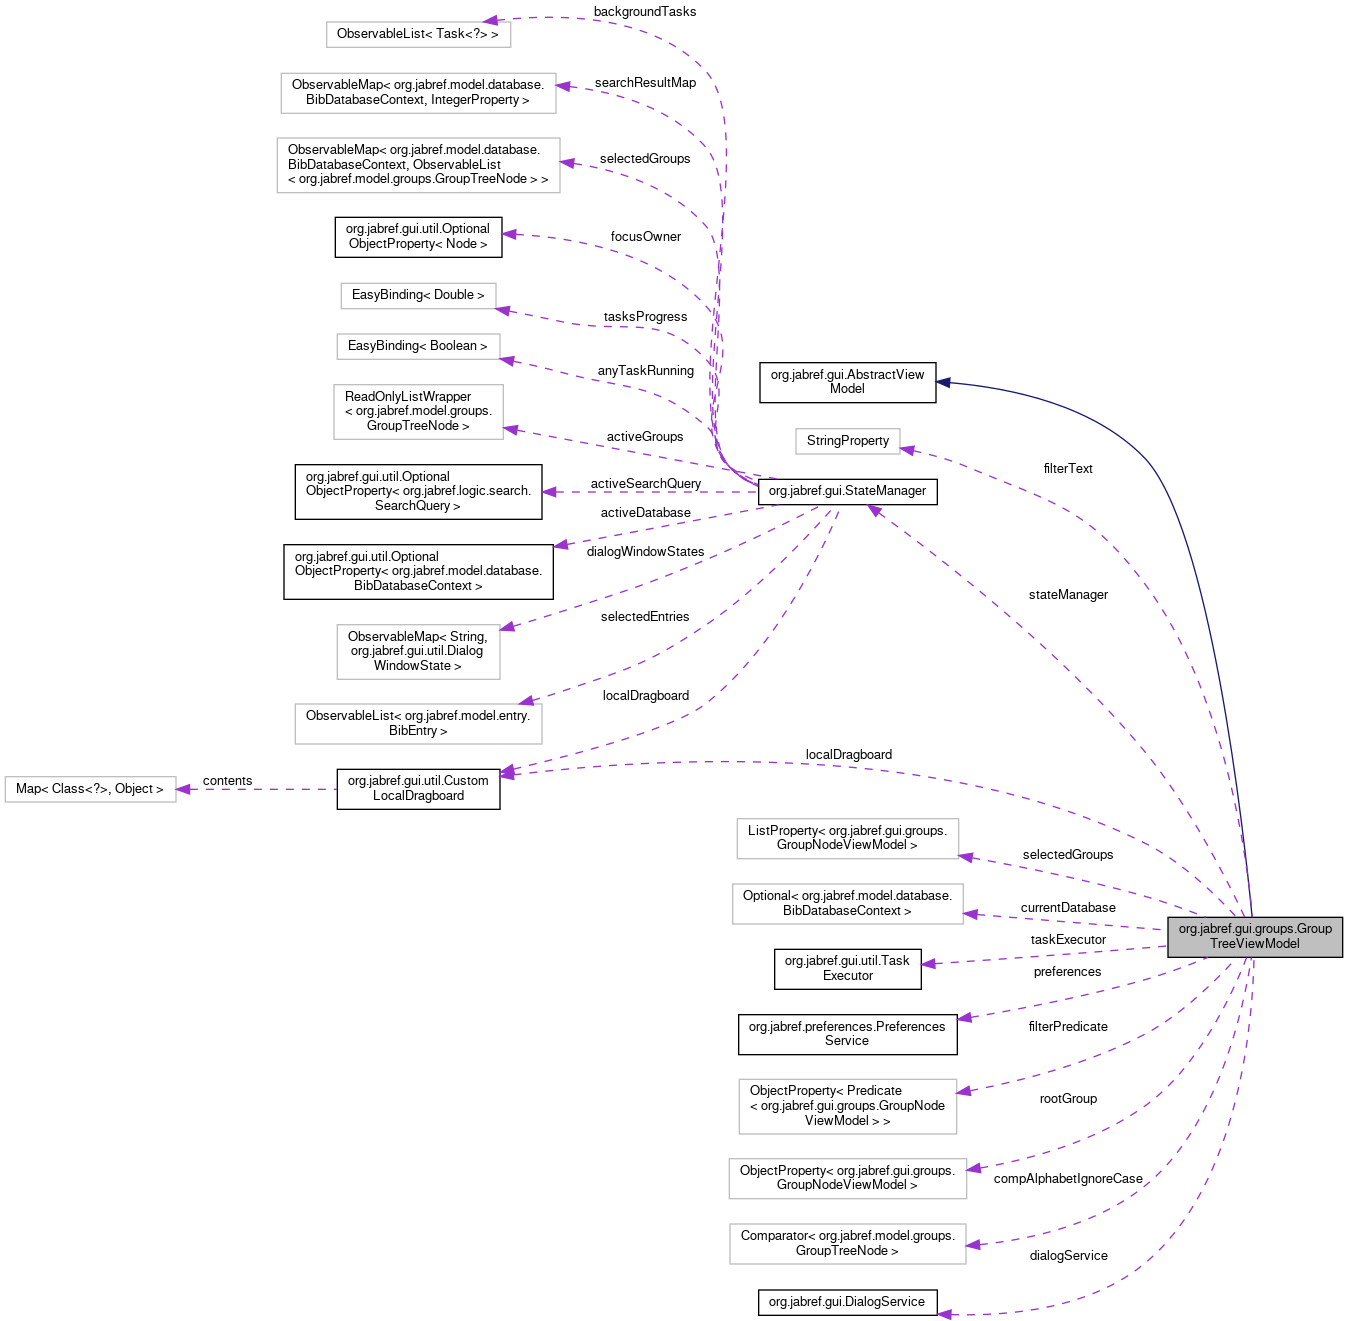 backgroundTasks
ObservableList< Task<?> >
searchResultMap
ObservableMap< org.jabref.model.database.
BibDatabaseContext, IntegerProperty >
selectedGroups
ObservableMap< org.jabref.model.database.
BibDatabaseContext, ObservableList
< org.jabref.model.groups.GroupTreeNode > >
focusOwner
org.jabref.gui.util.Optional
ObjectProperty< Node >
tasksProgress
EasyBinding< Double >
anyTaskRunning
EasyBinding< Boolean >
activeGroups
ReadOnlyListWrapper
< org.jabref.model.groups.
GroupTreeNode >
activeSearchQuery
org.jabref.gui.util.Optional
ObjectProperty< org.jabref.logic.search.
SearchQuery >
activeDatabase
org.jabref.gui.util.Optional
ObjectProperty< org.jabref.model.database.
BibDatabaseContext >
dialogWindowStates
ObservableMap< String,
org.jabref.gui.util.Dialog
WindowState >
selectedEntries
ObservableList< org.jabref.model.entry.
BibEntry >
localDragboard
org.jabref.gui.util.Custom
LocalDragboard
contents
Map< Class<?>, Object >
org.jabref.gui.AbstractView
Model
StringProperty
filterText
org.jabref.gui.StateManager
stateManager
localDragboard
ListProperty< org.jabref.gui.groups.
GroupNodeViewModel >
selectedGroups
Optional< org.jabref.model.database.
BibDatabaseContext >
currentDatabase
org.jabref.gui.groups.Group
TreeViewModel
taskExecutor
org.jabref.gui.util.Task
Executor
preferences
org.jabref.preferences.Preferences
Service
filterPredicate
ObjectProperty< Predicate
< org.jabref.gui.groups.GroupNode
ViewModel > >
rootGroup
ObjectProperty< org.jabref.gui.groups.
GroupNodeViewModel >
compAlphabetIgnoreCase
Comparator< org.jabref.model.groups.
GroupTreeNode >
dialogService
org.jabref.gui.DialogService